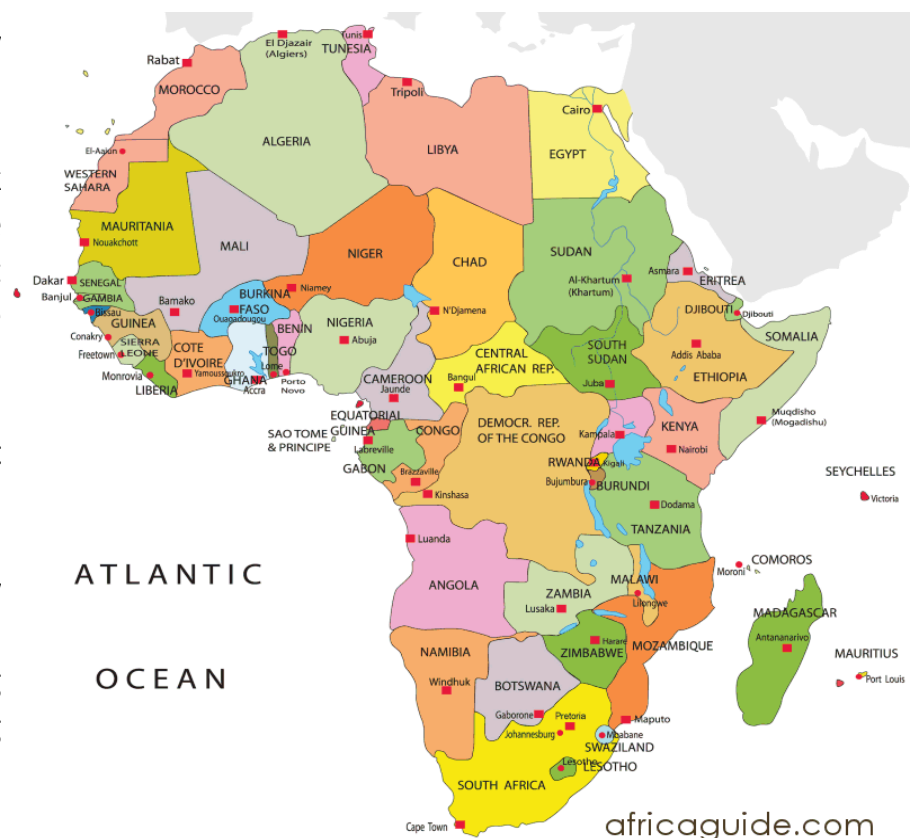 Tunis
El Djazair
(Algiers)
TUNISIA
Rabat
MOROCCO
Tripoli
Cairo
ALGERIA
LIBYA
EGYPT
El-Aaiun
WESTERN
SAHARA
MAURITANIA
Nouakchott
MALI
NIGER
CHAD
SUDAN
Al-Khartum
(Khartum)
Asmara
ERITREA
Dakar
SENEGAL
Banjul
GAMBIA
Bissau
GUINEA
Bamako
BURKINA
FASO
Ouagadougou
Niamey
N'Djamena
DJIBOUTI
Djibouti
SOMALIA
Conakry
SIERRA
LEONE
Freetown
COTE
D'IVOIRE
Yamoussoukro
Monrovia
LIBERIA
GHANA
Accra
TOGO
Lome
BENIN
Porto
Novo
NIGERIA
Abuja
CENTRAL
AFRICAN REP.
Bangul
SOUTH
SUDAN
Juba
Addis Ababa
ETHIOPIA
CAMEROON
Jaunde
EQUATORIAL
GUINEA
SAO TOME
& PRINCIPE
Labreville
GABON
CONGO
Brazzaville
Kinshasa
DEMOCR. REP.
OF THE CONGO
Kampala
KENYA
Nairobi
Muqdisho
(Mogadishu)
RWANDA
Kigali
Bujumbura
BURUNDI
Dodama
TANZANIA
SEYCHELLES
Victoria
Luanda
ANGOLA
ZAMBIA
Lusaka
MALAWI
Lilongwe
Moroni
COMOROS
ATLANTIC
OCEAN
MADAGASCAR
Antananarivo
MAURITIUS
Port Louis
NAMIBIA
Windhuk
BOTSWANA
Gaborone
Harare
ZIMBABWE
MOZAMBIQUE
Pretoria
Johannesburg
Maputo
Mbabane
SWAZILAND
Lesotho
LESOTHO
SOUTH AFRICA
Cape Town
africaguide.com